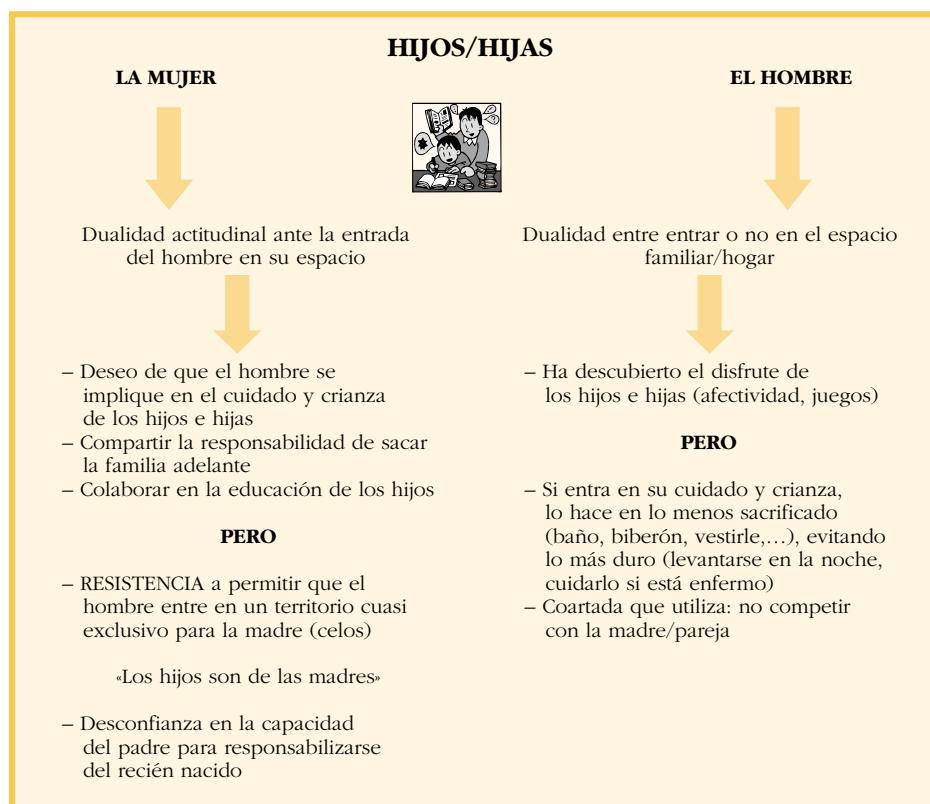 HIJOS/HIJAS
LA MUJER
Dualidad actitudinal ante la entrada
del hombre en su espacio
– Deseo de que el hombre se
implique en el cuidado y crianza
de los hijos e hijas
– Compartir la responsabilidad de sacar
la familia adelante
– Colaborar en la educación de los hijos
PERO
– RESISTENCIA a permitir que el
hombre entre en un territorio cuasi
exclusivo para la madre (celos)
«Los hijos son de las madres»
– Desconfianza en la capacidad
del padre para responsabilizarse
del recién nacido
EL HOMBRE
Dualidad entre entrar o no en el espacio
familiar/hogar
– Ha descubierto el disfrute de
los hijos e hijas (afectividad, juegos)
PERO
– Si entra en su cuidado y crianza,
lo hace en lo menos sacrificado
(baño, biberón, vestirle,…), evitando
lo más duro (levantarse en la noche,
cuidarlo si está enfermo)
– Coartada que utiliza: no competir
con la madre/pareja